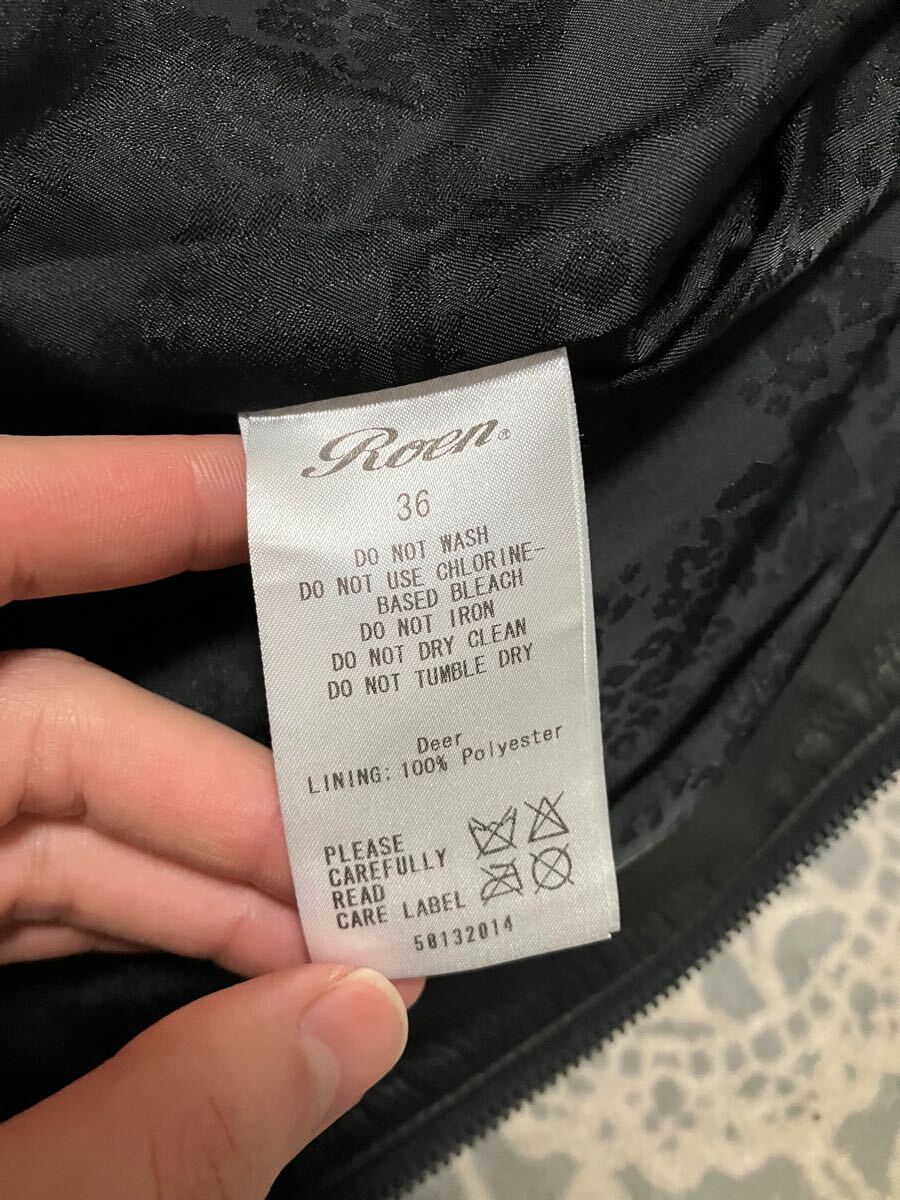 Roen®
36
DO NOT WASH
DO NOT USE CHLORINE-
BASED BLEACH
DO NOT IRON
DO NOT DRY CLEAN
DO NOT TUMBLE DRY
Deer
LINING: 100% Polyester
PLEASE
CAREFULLY
READ
CARE LABEL
50132014